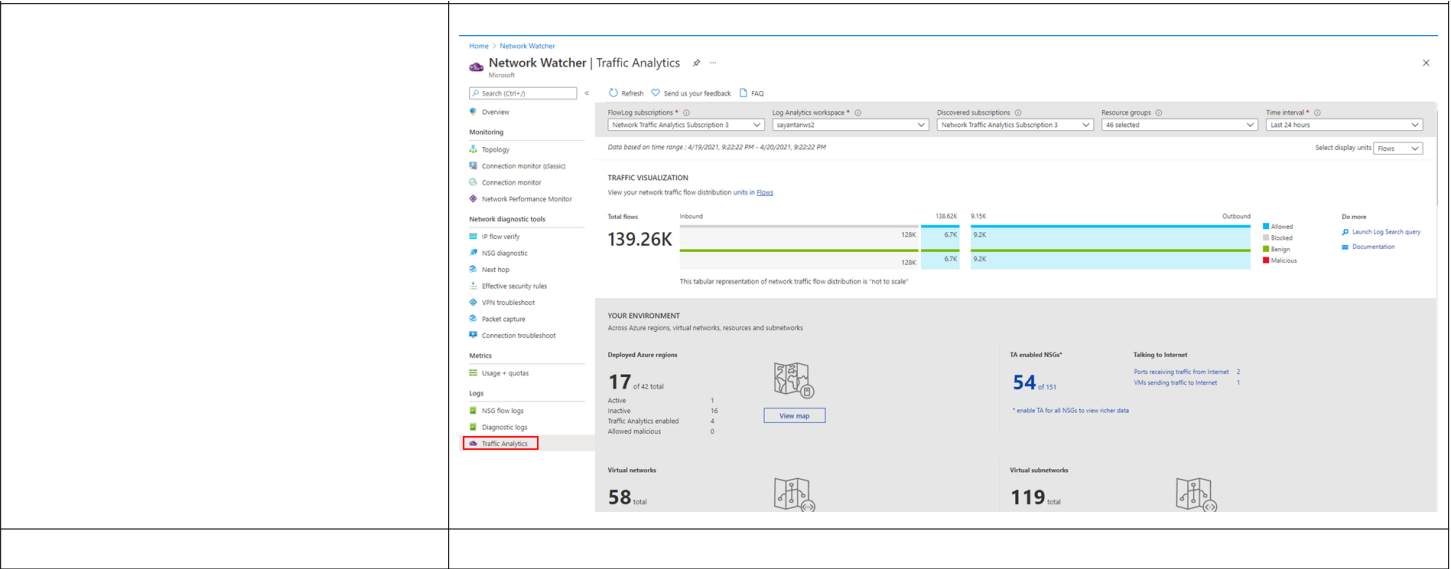 Home > Network Watcher
Network Watcher | Traffic Analytics ...
Microsoft
Search (Ctrl+/) «
Overview
Monitoring
Topology
Connection monitor (classic)
Connection monitor
Network Performance Monitor
Network diagnostic tools
IP flow verify
NSG diagnostic
Next hop
Effective security rules
VPN troubleshoot
Packet capture
Connection troubleshoot
Metrics
Usage + quotas
Logs
NSG flow logs
Diagnostic logs
Traffic Analytics
Refresh Send us your feedback FAQ
FlowLog subscriptions * Log Analytics workspace * Discovered subscriptions Resource groups Time interval *
Network Traffic Analytics Subscription 3 sayantanws2 Network Traffic Analytics Subscription 3 46 selected Last 24 hours
Data based on time range : 4/19/2021, 9:22:22 PM - 4/20/2021, 9:22:22 PM Select display units Flows
TRAFFIC VISUALIZATION
View your network traffic flow distribution units in Flows
Total flows Inbound 138.62K 9.15K Outbound Do more
139.26K
128K 6.7K 9.2K
128K 6.7K 9.2K
Allowed
Blocked
Benign
Malicious
Launch Log Search query
Documentation
This tabular representation of network traffic flow distribution is "not to scale"
YOUR ENVIRONMENT
Across Azure regions, virtual networks, resources and subnetworks
Deployed Azure regions
17 of 42 total
Active 1
Inactive 16
Traffic Analytics enabled 4
Allowed malicious 0
View map
TA enabled NSGs*
54 of 151
* enable TA for all NSGs to view richer data
Talking to Internet
Ports receiving traffic from Internet 2
VMs sending traffic to Internet 1
Virtual networks
58 total
Virtual subnetworks
119 total